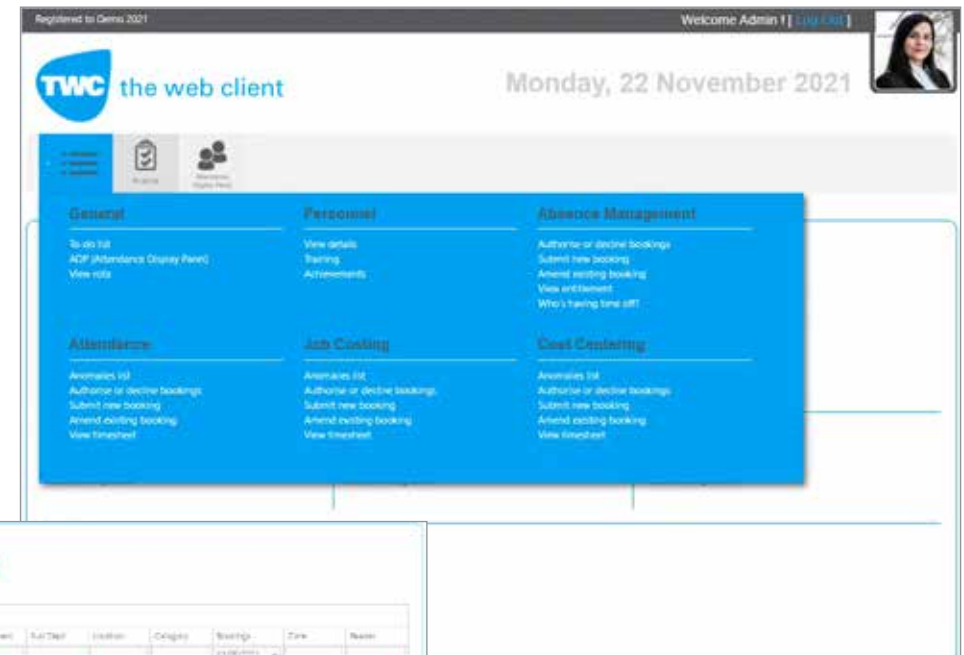 Registered to Demo 2021
Welcome Admin ! [ Log Out ]
TWC the web client
Monday, 22 November 2021
General
To do list
ADP (Attendance Display Panel)
View rota
Personnel
View details
Training
Achievements
Absence Management
Authorise or decline bookings
Submit new booking
Amend existing booking
View entitlement
Who's having time off?
Attendance
Anomalies list
Authorise or decline bookings
Submit new booking
Amend existing booking
View timesheet
Job Costing
Anomalies list
Authorise or decline bookings
Submit new booking
Amend existing booking
View timesheet
Cost Centering
Anomalies list
Authorise or decline bookings
Submit new booking
Amend existing booking
View timesheet
Location Category Bookings Zone Reader